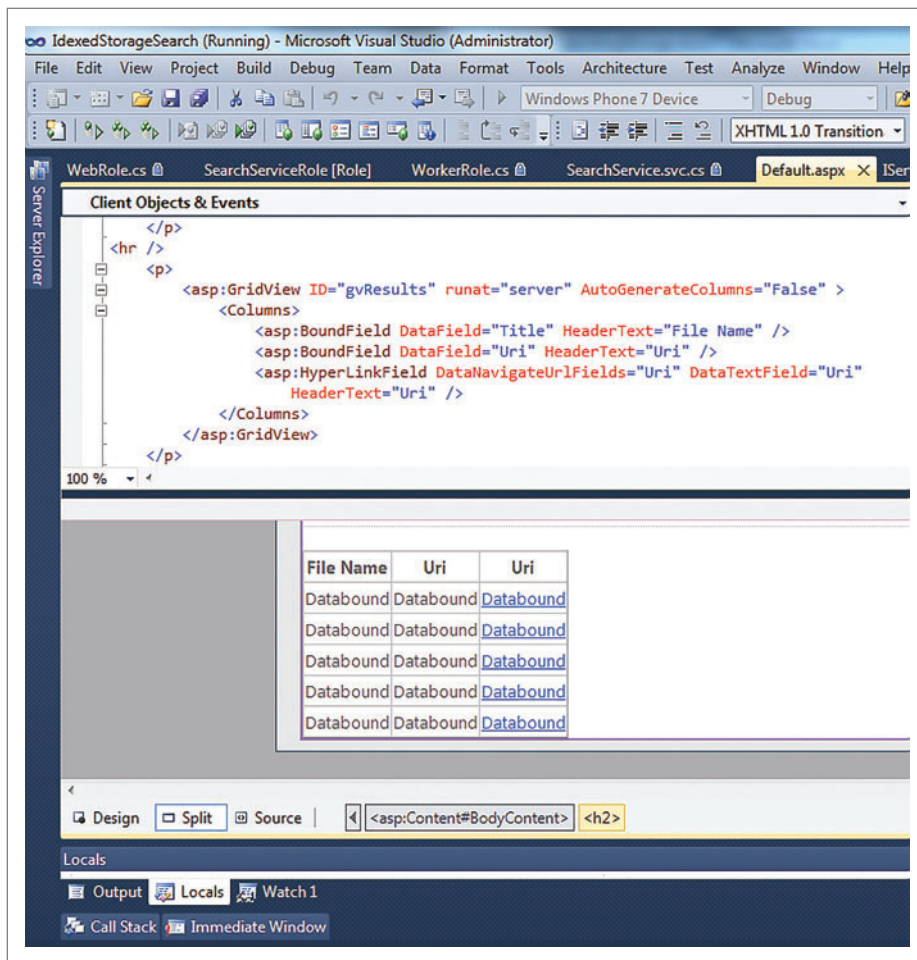 IdexedStorageSearch (Running) - Microsoft Visual Studio (Administrator)
File Edit View Project Build Debug Team Data Format Tools Architecture Test Analyze Window Help
Windows Phone 7 Device Debug
XHTML 1.0 Transition
WebRole.cs SearchServiceRole [Role] WorkerRole.cs SearchService.svc.cs Default.aspx ISer
Server Explorer
Client Objects & Events
</p>
<hr />
<p>
<asp:GridView ID="gvResults" runat="server" AutoGenerateColumns="False" >
<Columns>
<asp:BoundField DataField="Title" HeaderText="File Name" />
<asp:BoundField DataField="Uri" HeaderText="Uri" />
<asp:HyperLinkField DataNavigateUrlFields="Uri" DataTextField="Uri"
HeaderText="Uri" />
</Columns>
</asp:GridView>
</p>
100 %
File Name Uri Uri
Databound Databound Databound
Databound Databound Databound
Databound Databound Databound
Databound Databound Databound
Databound Databound Databound
Design Split Source <asp:Content#BodyContent> <h2>
Locals
Output Locals Watch 1
Call Stack Immediate Window